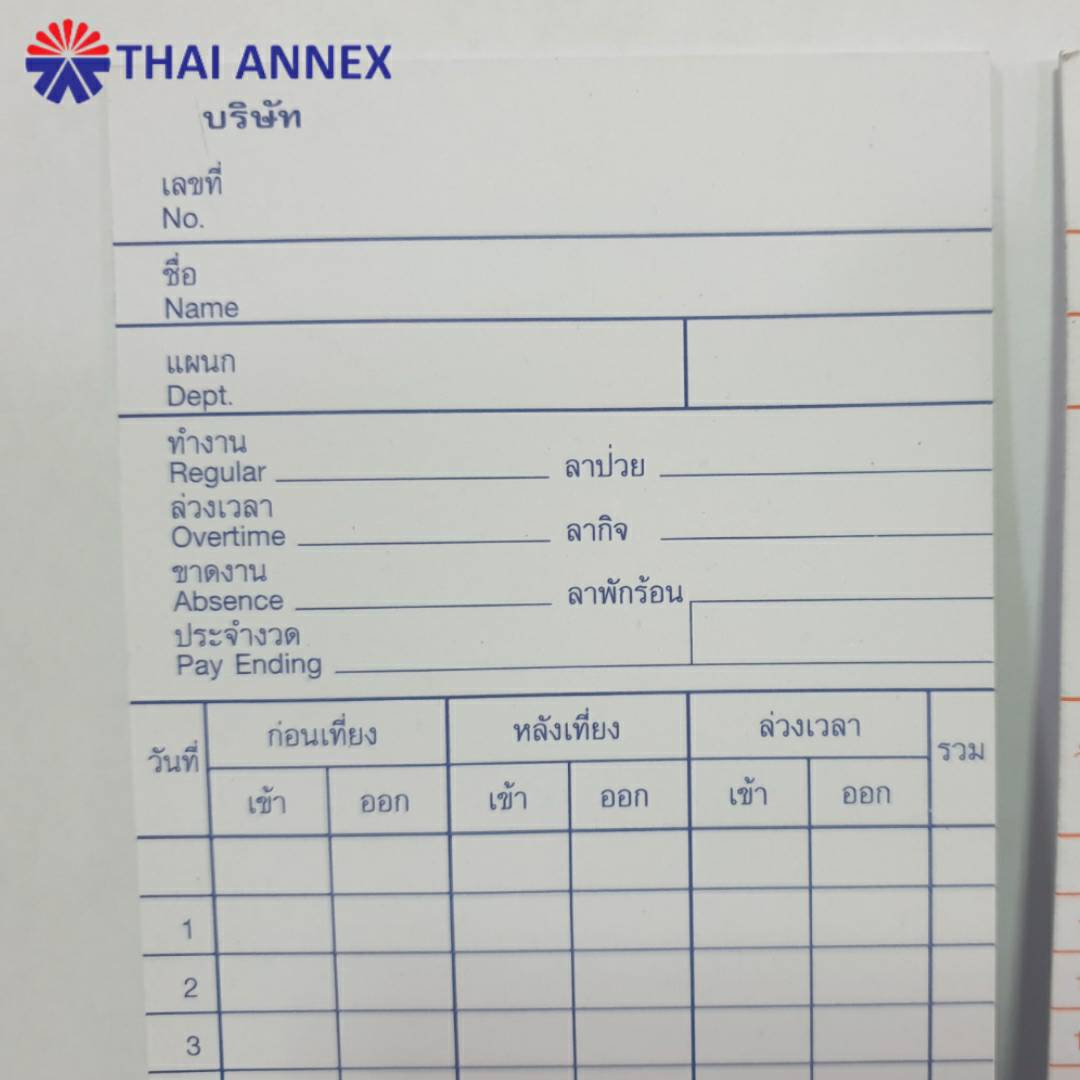 THAI ANNEX
บริษัท
เลขที่
No.
ชื่อ
Name
แผนก
Dept.
ทำงาน
Regular ลาป่วย
ล่วงเวลา
Overtime ลากิจ
ขาดงาน
Absence ลาพักร้อน
ประจำงวด
Pay Ending
วันที่ ก่อนเที่ยง หลังเที่ยง ล่วงเวลา รวม
เข้า ออก เข้า ออก เข้า ออก
1
2
3